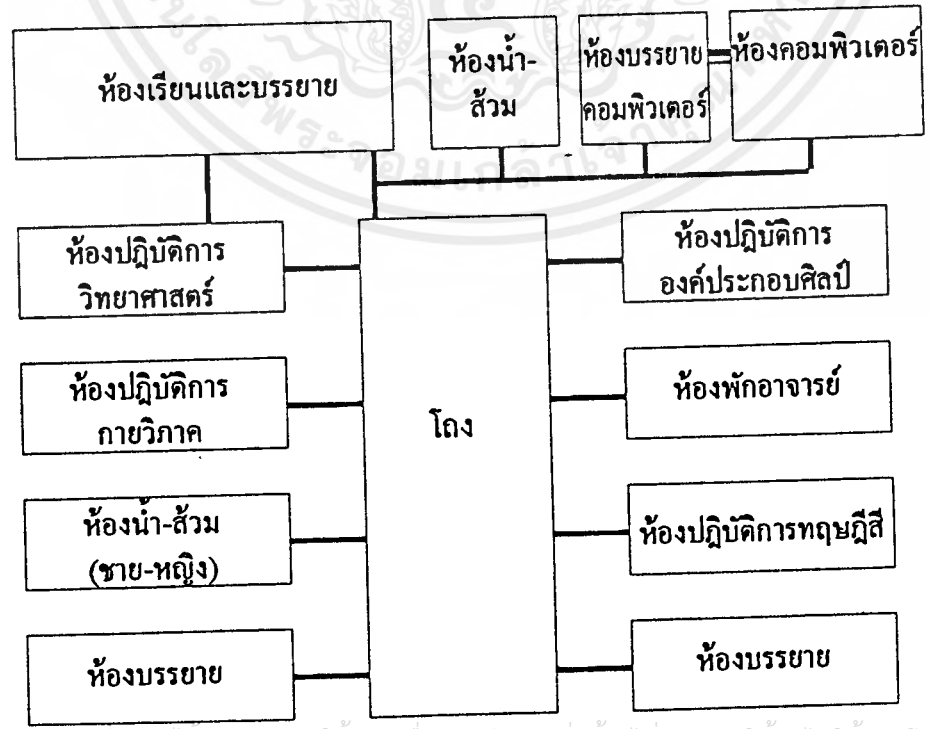 ห้องเรียนและบรรยาย
ห้องน้ำ-
ส้วม
ห้องบรรยาย
คอมพิวเตอร์
ห้องคอมพิวเตอร์
ห้องปฎิบัติการ
วิทยาศาสตร์
ห้องปฎิบัติการ
องค์ประกอบศิลป์
ห้องปฎิบัติการ
กายวิภาค
โถง
ห้องพักอาจารย์
ห้องน้ำ-ส้วม
(ชาย-หญิง)
ห้องปฎิบัติการทฤษฎีสี
ห้องบรรยาย
ห้องบรรยาย